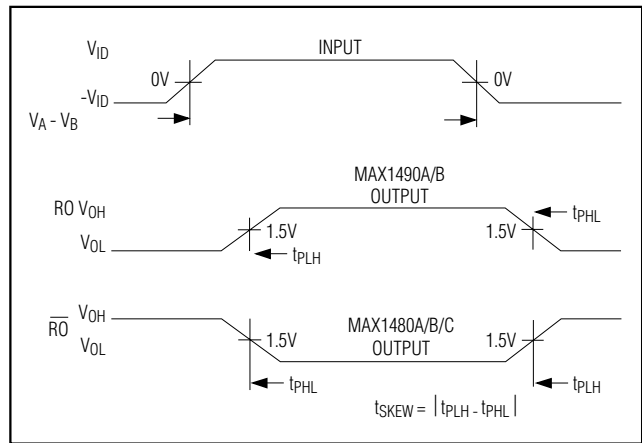 V_ID INPUT
0V 0V
-V_ID
V_A - V_B
MAX1490A/B
OUTPUT
RO V_OH t_PHL
1.5V 1.5V
V_OL t_PLH
V_OH
R̅O̅ 1.5V MAX1480A/B/C 1.5V
V_OL OUTPUT
t_PHL t_PLH
t_SKEW = | t_PLH - t_PHL |